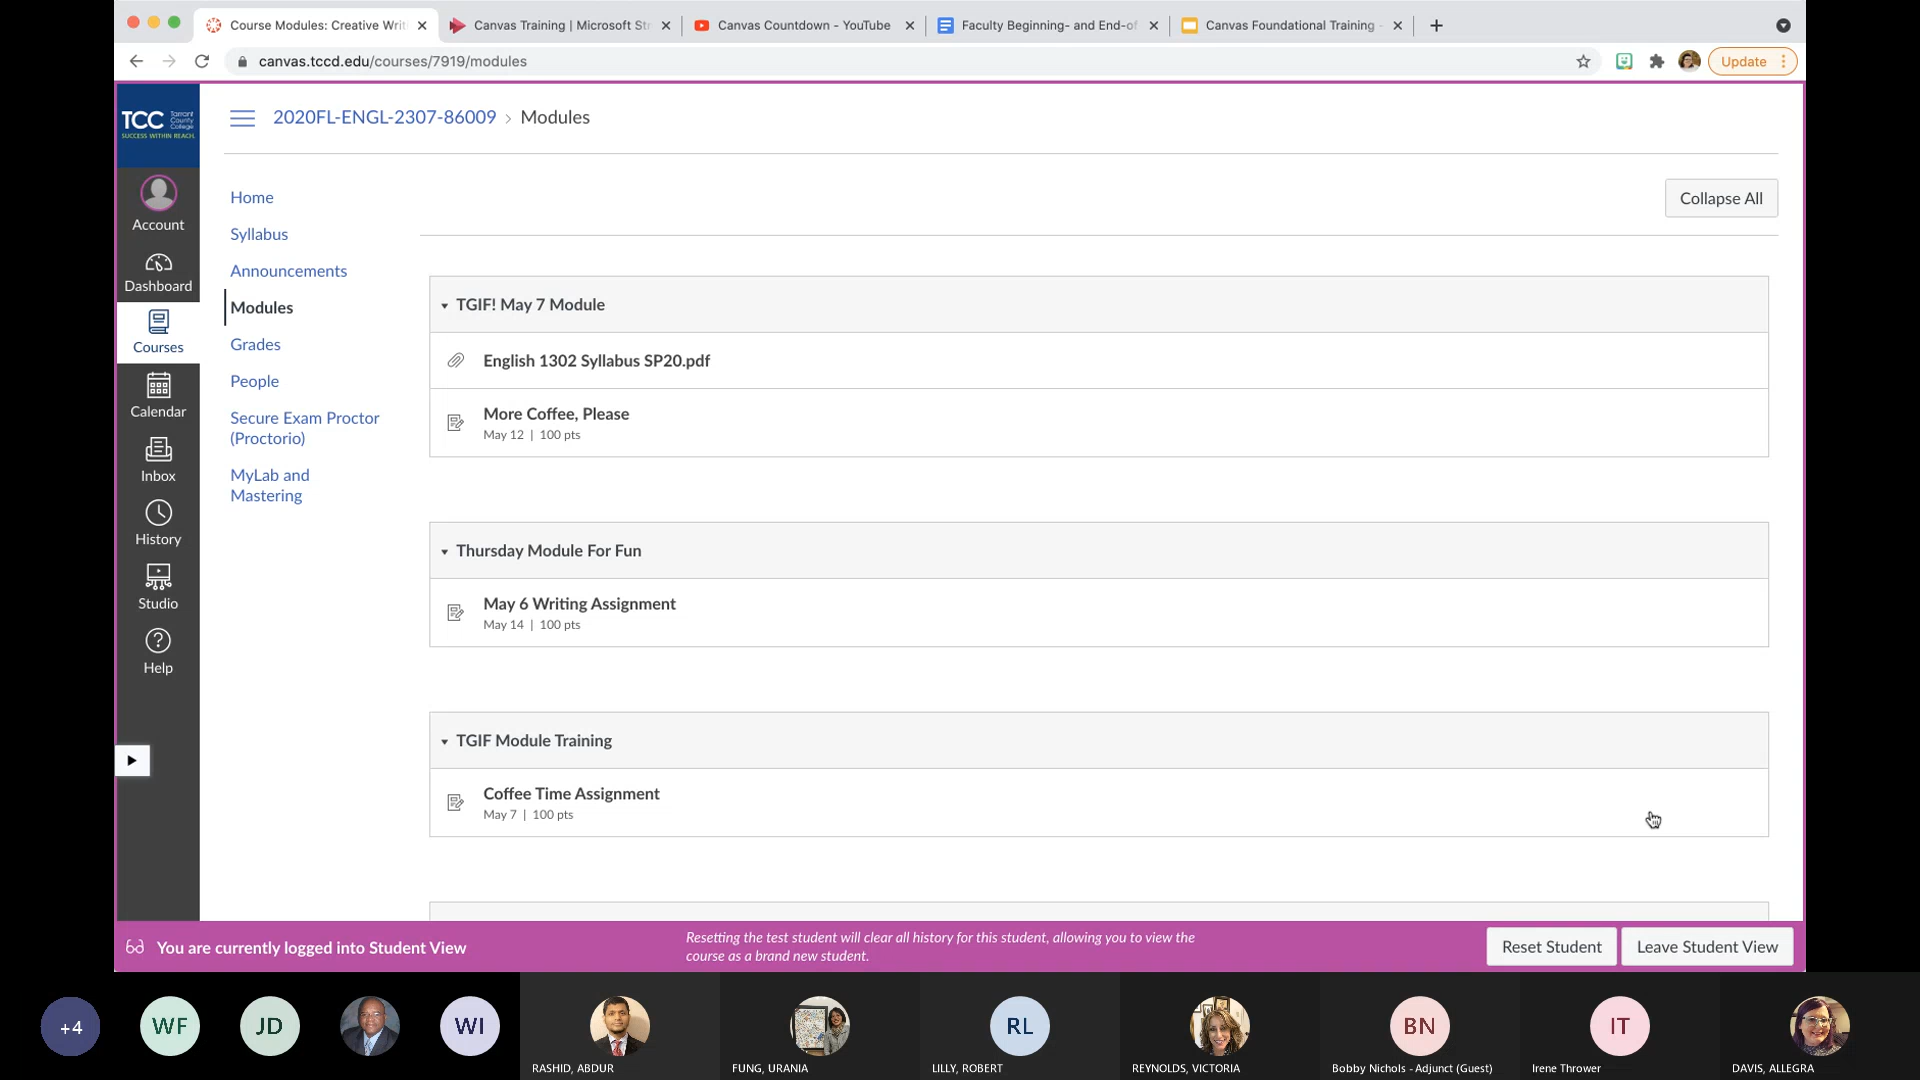 Course Modules: Creative Writ
Canvas Training | Microsoft Str
Canvas Countdown - YouTube
Faculty Beginning- and End-of
Canvas Foundational Training -
canvas.tccd.edu/courses/7919/modules
Update
TCC Tarrant County College
SUCCESS WITHIN REACH.
2020FL-ENGL-2307-86009 › Modules
Account
Dashboard
Courses
Calendar
Inbox
History
Studio
Help
Home
Syllabus
Announcements
Modules
Grades
People
Secure Exam Proctor
(Proctorio)
MyLab and
Mastering
Collapse All
TGIF! May 7 Module
English 1302 Syllabus SP20.pdf
More Coffee, Please
May 12 | 100 pts
Thursday Module For Fun
May 6 Writing Assignment
May 14 | 100 pts
TGIF Module Training
Coffee Time Assignment
May 7 | 100 pts
You are currently logged into Student View
Resetting the test student will clear all history for this student, allowing you to view the
course as a brand new student.
Reset Student
Leave Student View
+4
WF
JD
WI
RASHID, ABDUR
FUNG, URANIA
RL
LILLY, ROBERT
REYNOLDS, VICTORIA
BN
Bobby Nichols - Adjunct (Guest)
IT
Irene Thrower
DAVIS, ALLEGRA